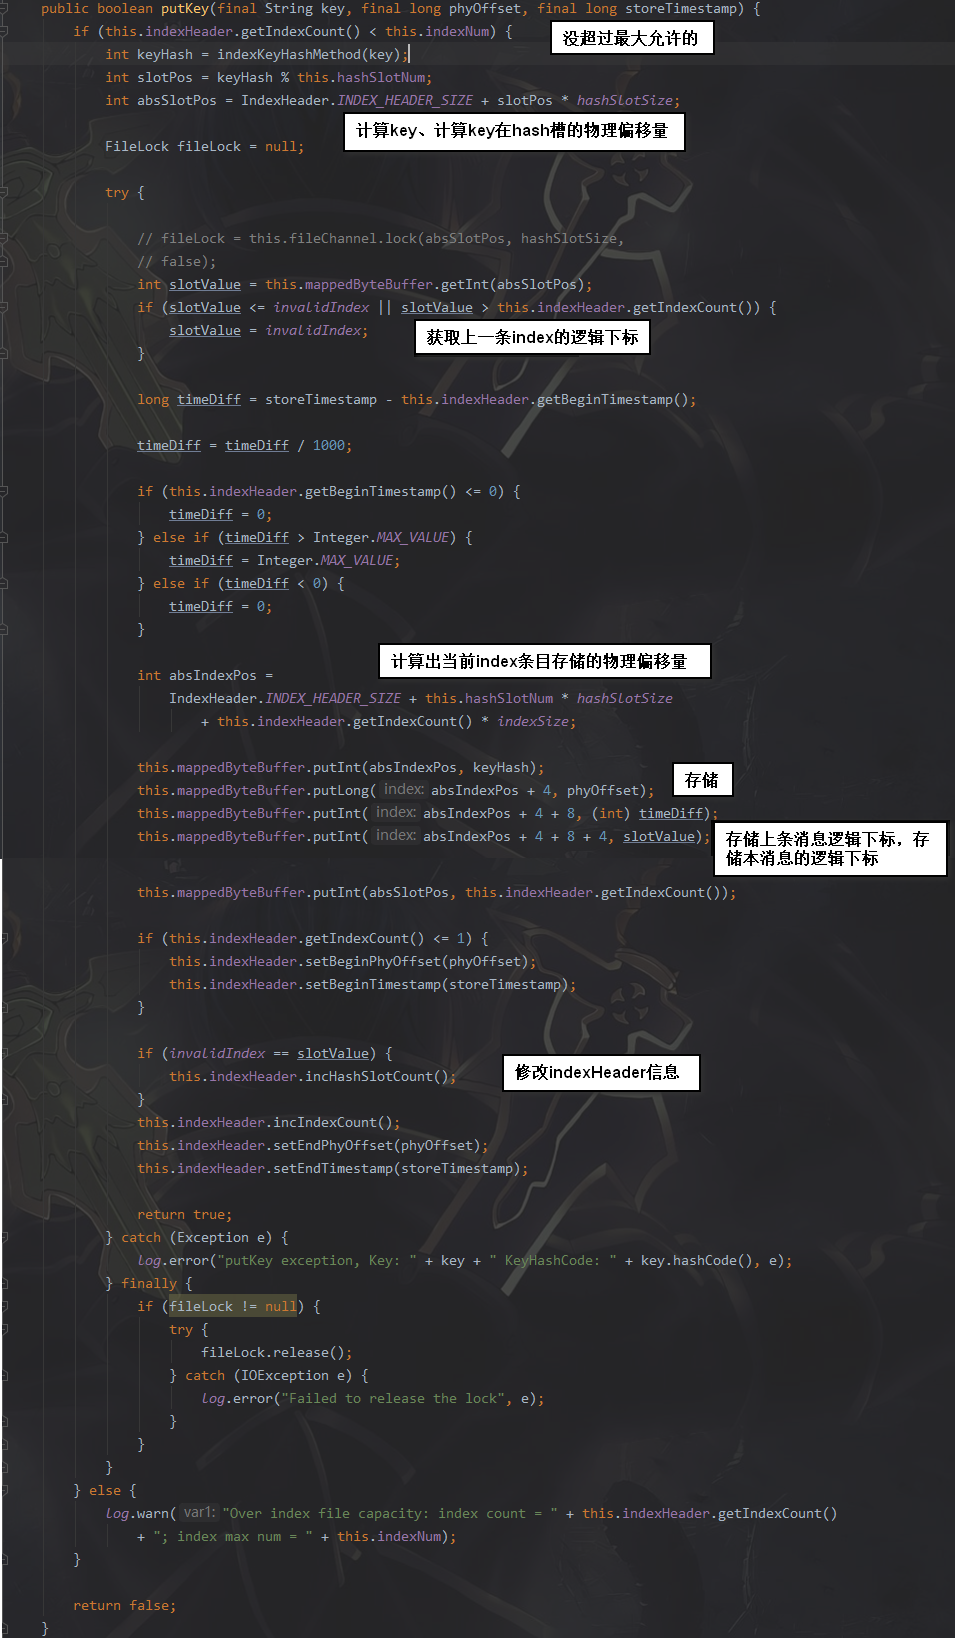 public boolean putKey(final String key, final long phyOffset, final long storeTimestamp) {
if (this.indexHeader.getIndexCount() < this.indexNum) {
没超过最大允许的
int keyHash = indexKeyHashMethod(key);
int slotPos = keyHash % this.hashSlotNum;
int absSlotPos = IndexHeader.INDEX_HEADER_SIZE + slotPos * hashSlotSize;
计算key、计算key在hash槽的物理偏移量
FileLock fileLock = null;
try {
// fileLock = this.fileChannel.lock(absSlotPos, hashSlotSize,
// false);
int slotValue = this.mappedByteBuffer.getInt(absSlotPos);
if (slotValue <= invalidIndex || slotValue > this.indexHeader.getIndexCount()) {
slotValue = invalidIndex;
获取上一条index的逻辑下标
}
long timeDiff = storeTimestamp - this.indexHeader.getBeginTimestamp();
timeDiff = timeDiff / 1000;
if (this.indexHeader.getBeginTimestamp() <= 0) {
timeDiff = 0;
} else if (timeDiff > Integer.MAX_VALUE) {
timeDiff = Integer.MAX_VALUE;
} else if (timeDiff < 0) {
timeDiff = 0;
}
计算出当前index条目存储的物理偏移量
int absIndexPos =
IndexHeader.INDEX_HEADER_SIZE + this.hashSlotNum * hashSlotSize
+ this.indexHeader.getIndexCount() * indexSize;
this.mappedByteBuffer.putInt(absIndexPos, keyHash);
存储
this.mappedByteBuffer.putLong( index: absIndexPos + 4, phyOffset);
this.mappedByteBuffer.putInt( index: absIndexPos + 4 + 8, (int) timeDiff);
this.mappedByteBuffer.putInt( index: absIndexPos + 4 + 8 + 4, slotValue);
存储上条消息逻辑下标，存
储本消息的逻辑下标
this.mappedByteBuffer.putInt(absSlotPos, this.indexHeader.getIndexCount());
if (this.indexHeader.getIndexCount() <= 1) {
this.indexHeader.setBeginPhyOffset(phyOffset);
this.indexHeader.setBeginTimestamp(storeTimestamp);
}
if (invalidIndex == slotValue) {
this.indexHeader.incHashSlotCount();
修改indexHeader信息
}
this.indexHeader.incIndexCount();
this.indexHeader.setEndPhyOffset(phyOffset);
this.indexHeader.setEndTimestamp(storeTimestamp);
return true;
} catch (Exception e) {
log.error("putKey exception, Key: " + key + " KeyHashCode: " + key.hashCode(), e);
} finally {
if (fileLock != null) {
try {
fileLock.release();
} catch (IOException e) {
log.error("Failed to release the lock", e);
}
}
}
} else {
log.warn( var1: "Over index file capacity: index count = " + this.indexHeader.getIndexCount()
+ "; index max num = " + this.indexNum);
}
return false;
}